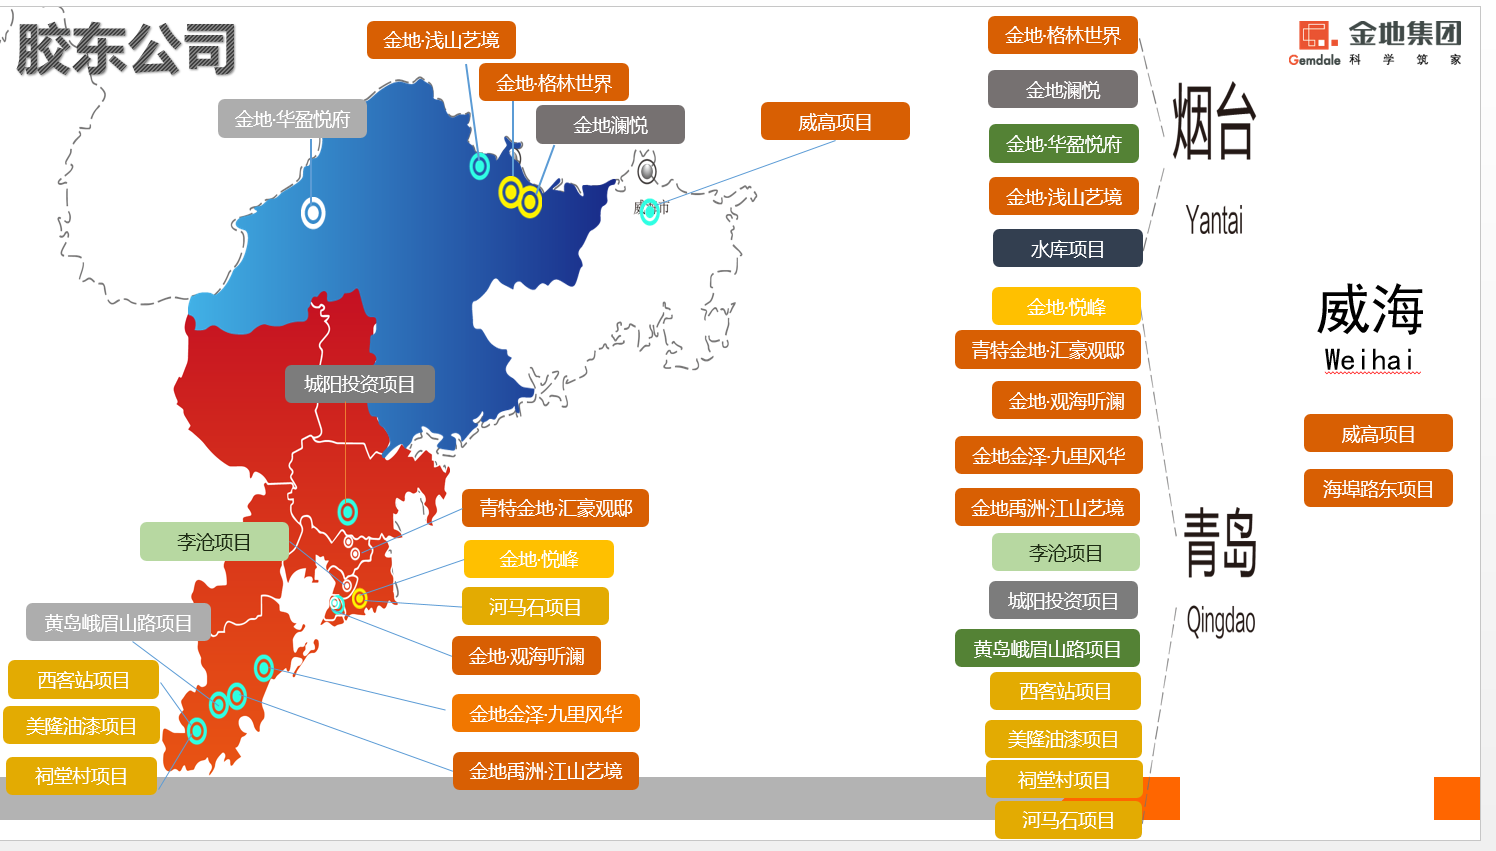 胶东公司
金地·浅山艺境
金地·格林世界
金地澜悦
金地·华盈悦府
威高项目
威海市
城阳投资项目
李沧项目
黄岛峨眉山路项目
西客站项目
美隆油漆项目
祠堂村项目
青特金地·汇豪观邸
金地·悦峰
河马石项目
金地·观海听澜
金地金泽·九里风华
金地禹洲·江山艺境
金地·格林世界
金地澜悦
金地·华盈悦府
金地·浅山艺境
水库项目
金地·悦峰
青特金地·汇豪观邸
金地·观海听澜
金地金泽·九里风华
金地禹洲·江山艺境
李沧项目
城阳投资项目
黄岛峨眉山路项目
西客站项目
美隆油漆项目
祠堂村项目
河马石项目
烟台
Yantai
青岛
Qingdao
金地集团
Gemdale 科学筑家
威海
Weihai
威高项目
海埠路东项目